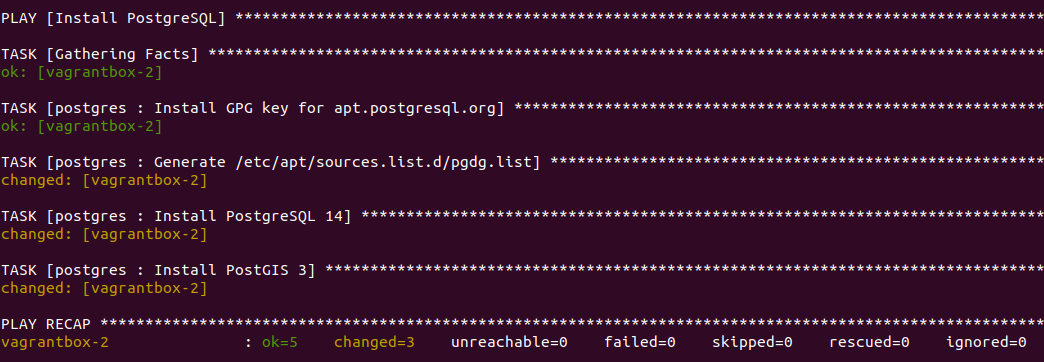 PLAY [Install PostgreSQL] ******************************************************************************************
TASK [Gathering Facts] *********************************************************************************************
ok: [vagrantbox-2]
TASK [postgres : Install GPG key for apt.postgresql.org] ***********************************************************
ok: [vagrantbox-2]
TASK [postgres : Generate /etc/apt/sources.list.d/pgdg.list] *******************************************************
changed: [vagrantbox-2]
TASK [postgres : Install PostgreSQL 14] ****************************************************************************
changed: [vagrantbox-2]
TASK [postgres : Install PostGIS 3] ********************************************************************************
changed: [vagrantbox-2]
PLAY RECAP *********************************************************************************************************
vagrantbox-2               : ok=5    changed=3    unreachable=0    failed=0    skipped=0    rescued=0    ignored=0